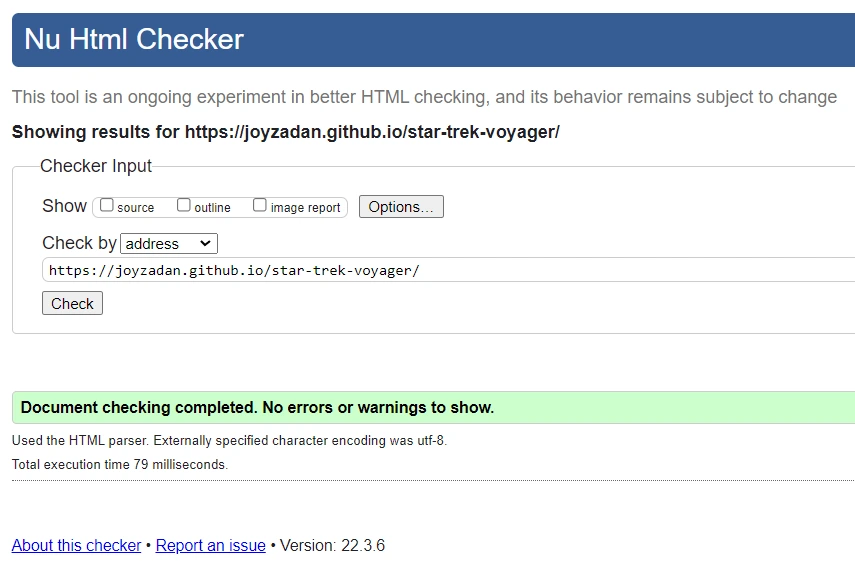 Nu Html Checker
This tool is an ongoing experiment in better HTML checking, and its behavior remains subject to change
Showing results for https://joyzadan.github.io/star-trek-voyager/
Checker Input
Show source outline image report Options...
Check by address
https://joyzadan.github.io/star-trek-voyager/
Check
Document checking completed. No errors or warnings to show.
Used the HTML parser. Externally specified character encoding was utf-8.
Total execution time 79 milliseconds.
About this checker • Report an issue • Version: 22.3.6